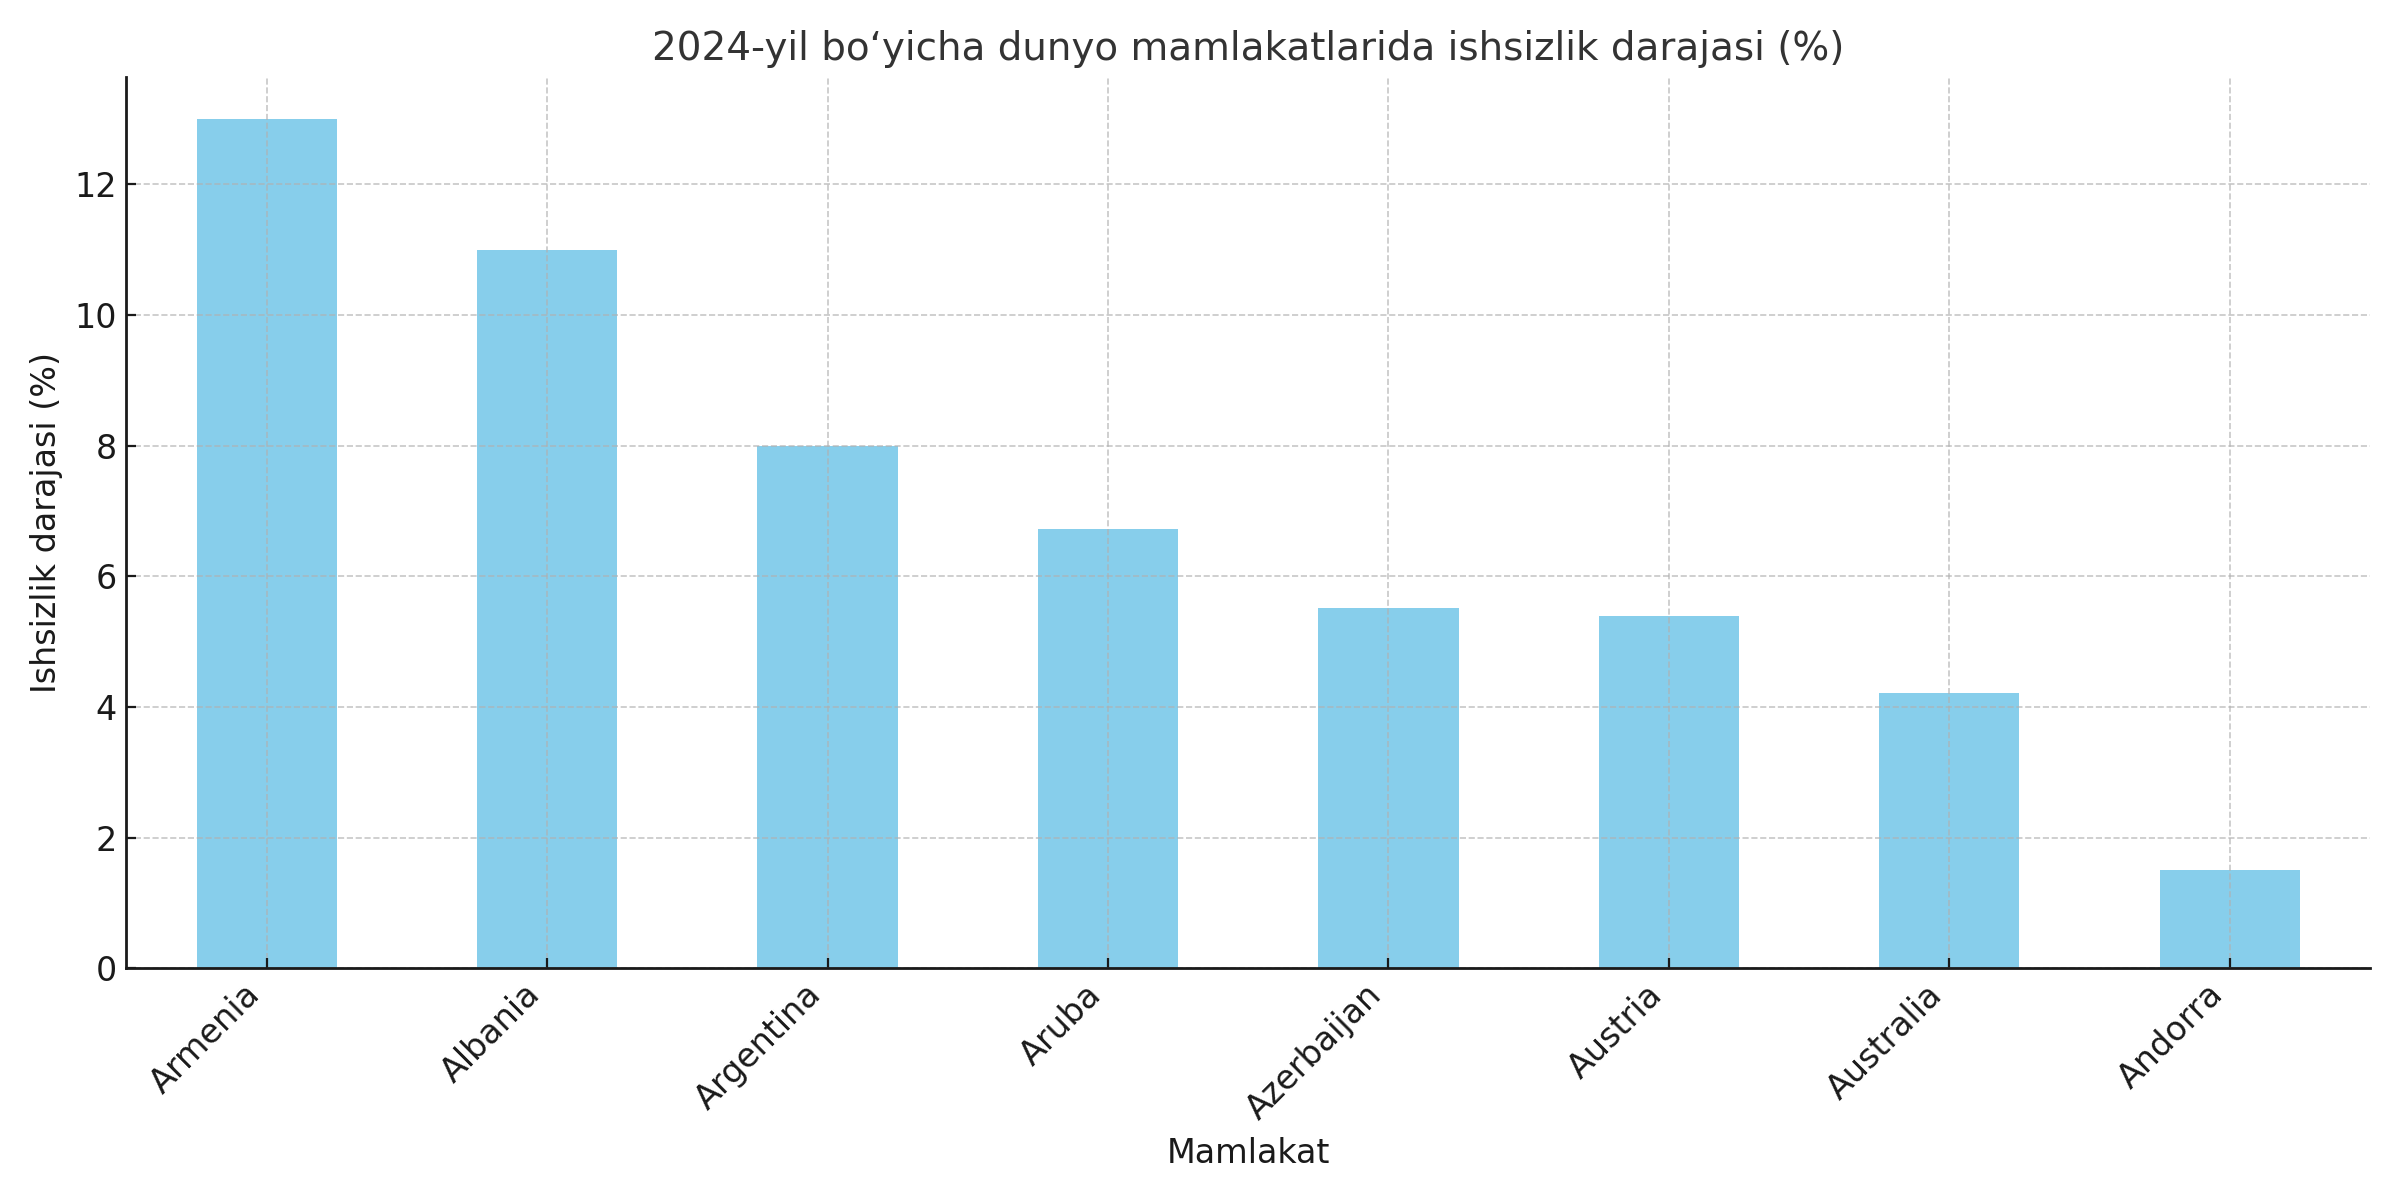 2024-yil bo‘yicha dunyo mamlakatlarida ishsizlik darajasi (%)
Ishsizlik darajasi (%)
12
10
8
6
4
2
0
Armenia
Albania
Argentina
Aruba
Azerbaijan
Austria
Australia
Andorra
Mamlakat